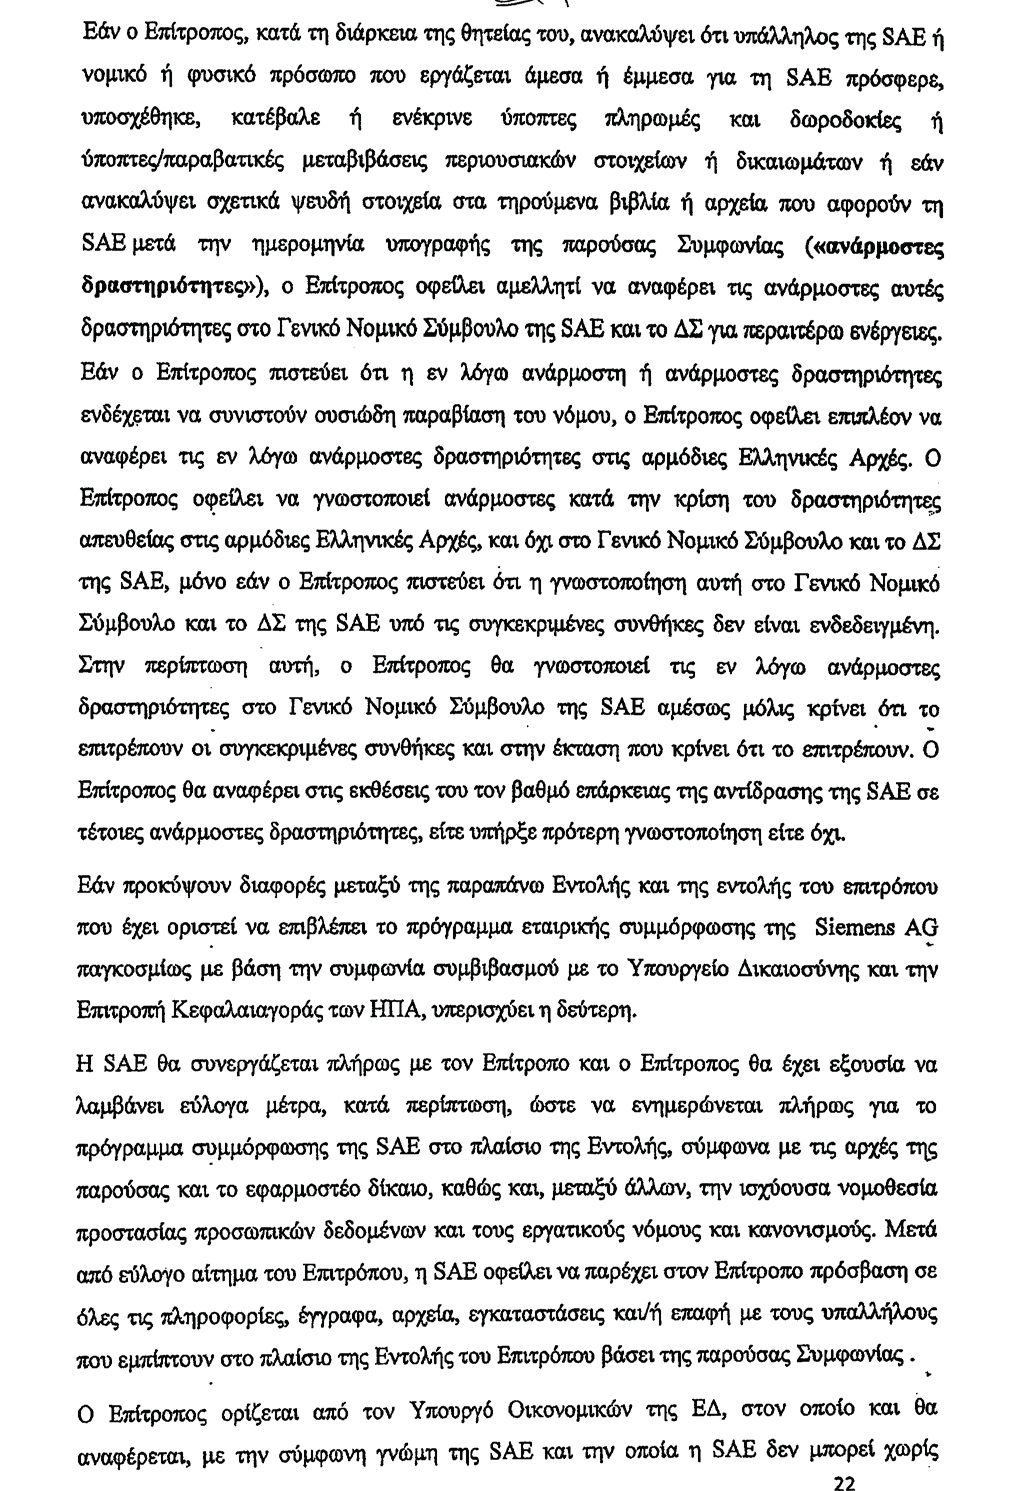 Εάν ο Επίτροπος, κατά τη διάρκεια της θητείας του, ανακαλύψει ότι υπάλληλος της SAE ή
νομικό ή φυσικό πρόσωπο που εργάζεται άμεσα ή έμμεσα για τη SAE πρόσφερε,
υποσχέθηκε, κατέβαλε ή ενέκρινε ύποπτες πληρωμές και δωροδοκίες ή
ύποπτες/παραβατικές μεταβιβάσεις περιουσιακών στοιχείων ή δικαιωμάτων ή εάν
ανακαλύψει σχετικά ψευδή στοιχεία στα τηρούμενα βιβλία ή αρχεία που αφορούν τη
SAE μετά την ημερομηνία υπογραφής της παρούσας Συμφωνίας («ανάρμοστες
δραστηριότητες»), ο Επίτροπος οφείλει αμελλητί να αναφέρει τις ανάρμοστες αυτές
δραστηριότητες στο Γενικό Νομικό Σύμβουλο της SAE και το ΔΣ για περαιτέρω ενέργειες.
Εάν ο Επίτροπος πιστεύει ότι η εν λόγω ανάρμοστη ή ανάρμοστες δραστηριότητες
ενδέχεται να συνιστούν ουσιώδη παραβίαση του νόμου, ο Επίτροπος οφείλει επιπλέον να
αναφέρει τις εν λόγω ανάρμοστες δραστηριότητες στις αρμόδιες Ελληνικές Αρχές. Ο
Επίτροπος οφείλει να γνωστοποιεί ανάρμοστες κατά την κρίση του δραστηριότητες
απευθείας στις αρμόδιες Ελληνικές Αρχές, και όχι στο Γενικό Νομικό Σύμβουλο και το ΔΣ
της SAE, μόνο εάν ο Επίτροπος πιστεύει ότι η γνωστοποίηση αυτή στο Γενικό Νομικό
Σύμβουλο και το ΔΣ της SAE υπό τις συγκεκριμένες συνθήκες δεν είναι ενδεδειγμένη.
Στην περίπτωση αυτή, ο Επίτροπος θα γνωστοποιεί τις εν λόγω ανάρμοστες
δραστηριότητες στο Γενικό Νομικό Σύμβουλο της SAE αμέσως μόλις κρίνει ότι το
επιτρέπουν οι συγκεκριμένες συνθήκες και στην έκταση που κρίνει ότι το επιτρέπουν. Ο
Επίτροπος θα αναφέρει στις εκθέσεις του τον βαθμό επάρκειας της αντίδρασης της SAE σε
τέτοιες ανάρμοστες δραστηριότητες, είτε υπήρξε πρότερη γνωστοποίηση είτε όχι.
Εάν προκύψουν διαφορές μεταξύ της παραπάνω Εντολής και της εντολής του επιτρόπου
που έχει οριστεί να επιβλέπει το πρόγραμμα εταιρικής συμμόρφωσης της Siemens AG
παγκοσμίως με βάση την συμφωνία συμβιβασμού με το Υπουργείο Δικαιοσύνης και την
Επιτροπή Κεφαλαιαγοράς των ΗΠΑ, υπερισχύει η δεύτερη.
Η SAE θα συνεργάζεται πλήρως με τον Επίτροπο και ο Επίτροπος θα έχει εξουσία να
λαμβάνει εύλογα μέτρα, κατά περίπτωση, ώστε να ενημερώνεται πλήρως για το
πρόγραμμα συμμόρφωσης της SAE στο πλαίσιο της Εντολής, σύμφωνα με τις αρχές της
παρούσας και το εφαρμοστέο δίκαιο, καθώς και, μεταξύ άλλων, την ισχύουσα νομοθεσία
προστασίας προσωπικών δεδομένων και τους εργατικούς νόμους και κανονισμούς. Μετά
από εύλογο αίτημα του Επιτρόπου, η SAE οφείλει να παρέχει στον Επίτροπο πρόσβαση σε
όλες τις πληροφορίες, έγγραφα, αρχεία, εγκαταστάσεις και/ή επαφή με τους υπαλλήλους
που εμπίπτουν στο πλαίσιο της Εντολής του Επιτρόπου βάσει της παρούσας Συμφωνίας .
Ο Επίτροπος ορίζεται από τον Υπουργό Οικονομικών της ΕΔ, στον οποίο και θα
αναφέρεται, με την σύμφωνη γνώμη της SAE και την οποία η SAE δεν μπορεί χωρίς
22